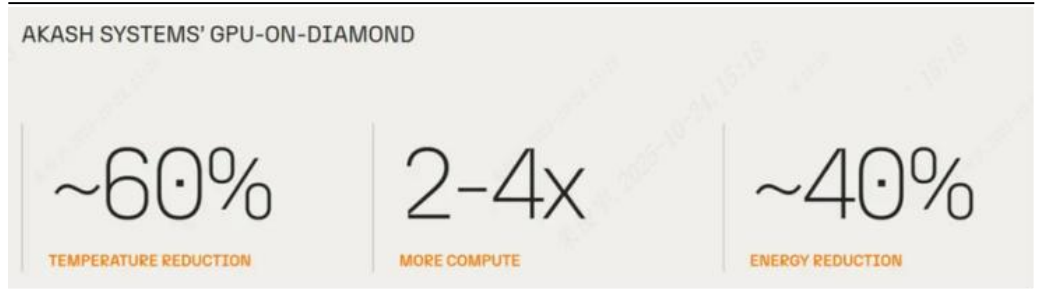 AKASH SYSTEMS' GPU-ON-DIAMOND
~60%
TEMPERATURE REDUCTION
2-4x
MORE COMPUTE
~40%
ENERGY REDUCTION